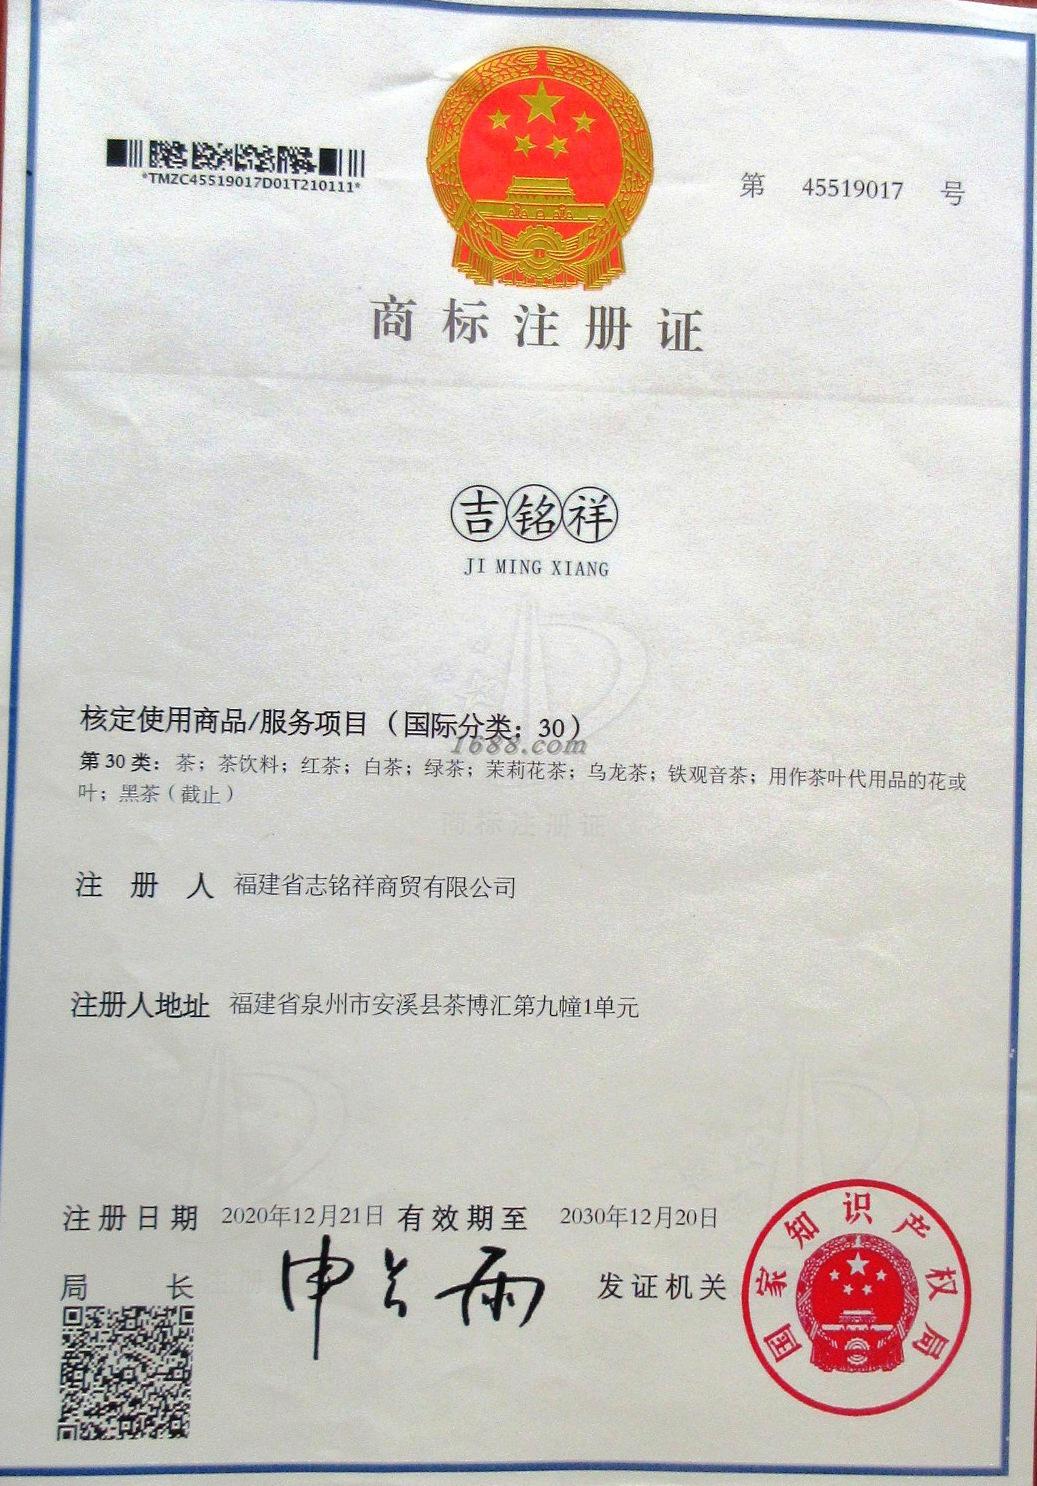 *TMZC45519017D01T210111*
第 45519017 号
商标注册证
吉铭祥
JI MING XIANG
核定使用商品/服务项目（国际分类：30）
1688.com
第 30 类：茶；茶饮料；红茶；白茶；绿茶；茉莉花茶；乌龙茶；铁观音茶；用作茶叶代用品的花或
叶；黑茶（截止）
商标注册证
注 册 人 福建省志铭祥商贸有限公司
注册人地址 福建省泉州市安溪县茶博汇第九幢1单元
注册日期 2020年12月21日 有效期至 2030年12月20日
局 长 申长雨 发证机关
国家知识产权局